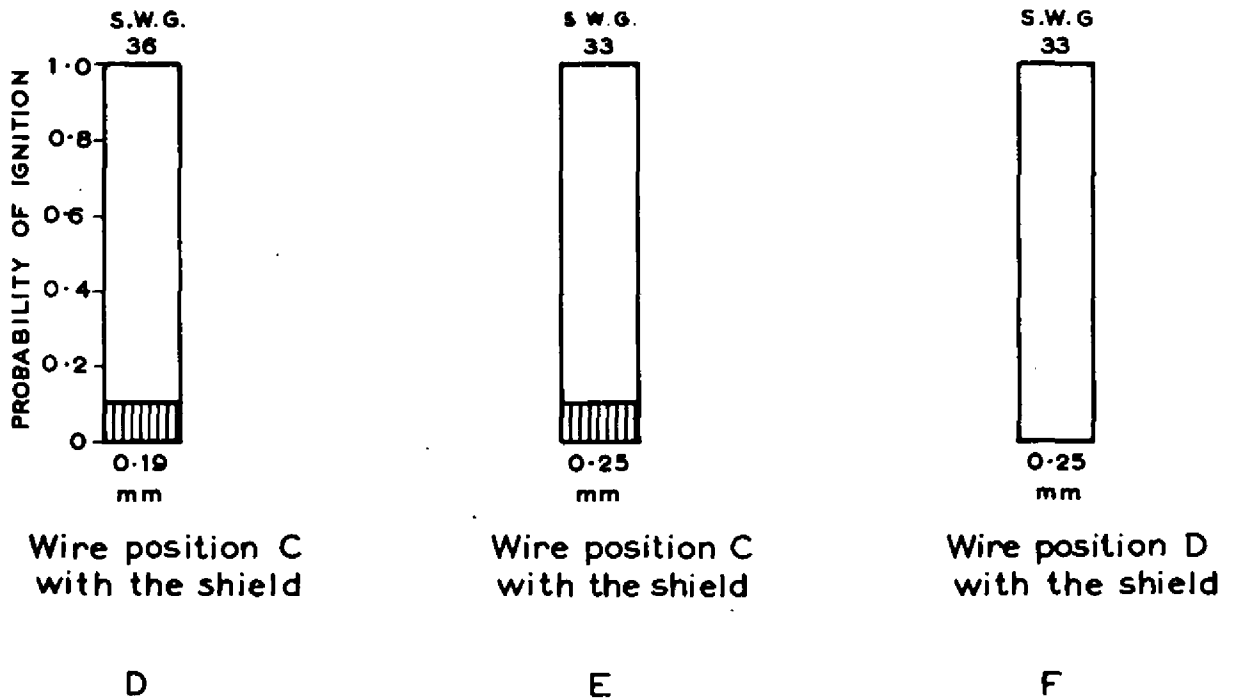 S.W.G.
36
S W.G.
33
S.W.G
33
PROBABILITY OF IGNITION
1·0
0·8
0·6
0·4
0·2
0
0·19
mm
0·25
mm
0·25
mm
Wire position C
with the shield
Wire position C
with the shield
Wire position D
with the shield
D
E
F